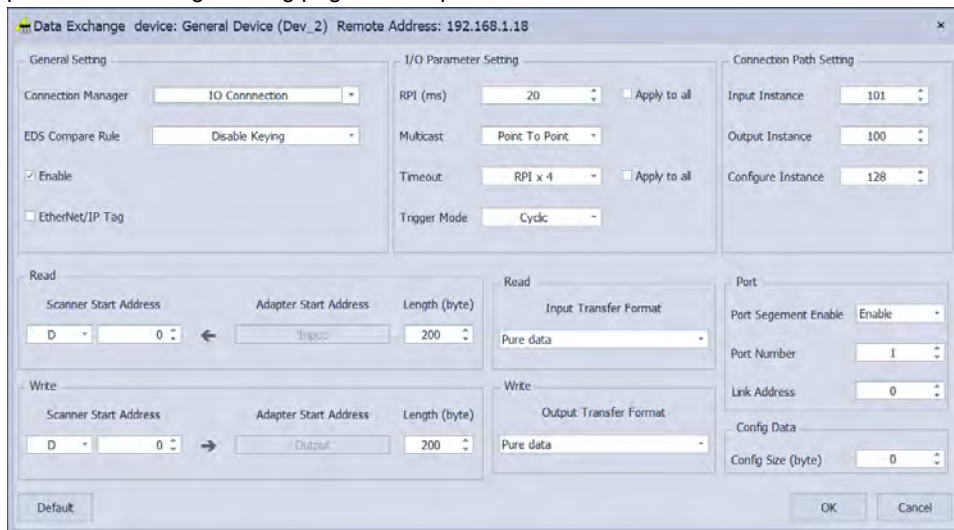 Data Exchange device: General Device (Dev_2) Remote Address: 192.168.1.18
×
General Setting
Connection Manager IO Connnection
EDS Compare Rule Disable Keying
Enable
EtherNet/IP Tag
I/O Parameter Setting
RPI (ms) 20 Apply to all
Multicast Point To Point
Timeout RPI x 4 Apply to all
Trigger Mode Cyclic
Connection Path Setting
Input Instance 101
Output Instance 100
Configure Instance 128
Read
Scanner Start Address Adapter Start Address Length (byte)
D 0 Input 200
Write
Scanner Start Address Adapter Start Address Length (byte)
D 0 Output 200
Read
Input Transfer Format
Pure data
Write
Output Transfer Format
Pure data
Port
Port Segement Enable Enable
Port Number 1
Link Address 0
Config Data
Config Size (byte) 0
Default OK Cancel